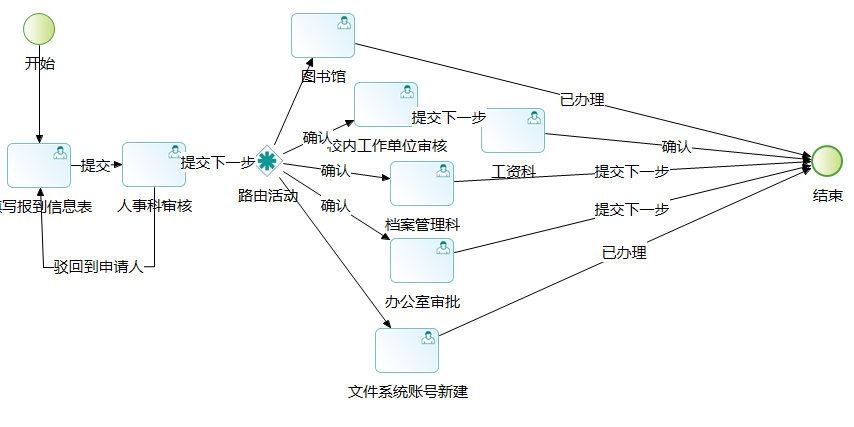 开始
图书馆
已办理
提交下一步
确认
校内工作单位审核
提交
提交下一步
确认
工资科
确认
提交下一步
路由活动
结束
填写报到信息表
人事科审核
确认
档案管理科
提交下一步
驳回到申请人
已办理
办公室审批
文件系统账号新建